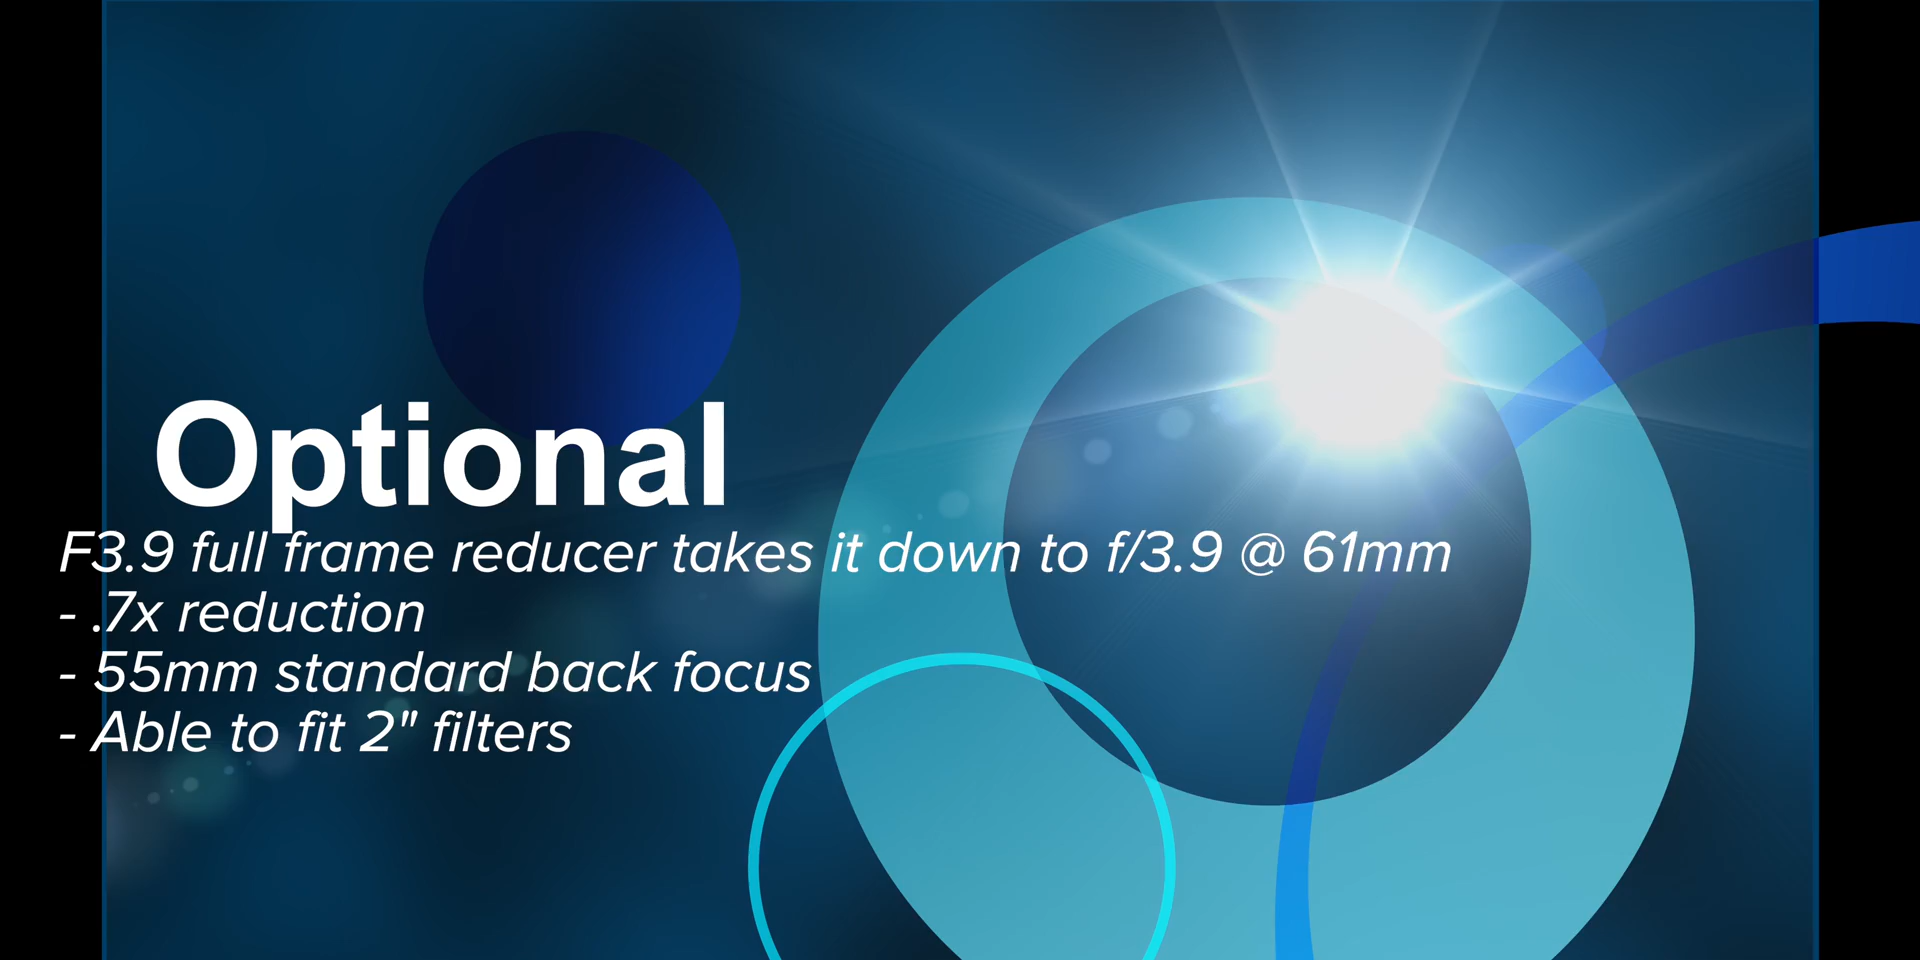 Optional
F3.9 full frame reducer takes it down to f/3.9 @ 61mm
- .7x reduction
- 55mm standard back focus
- Able to fit 2" filters